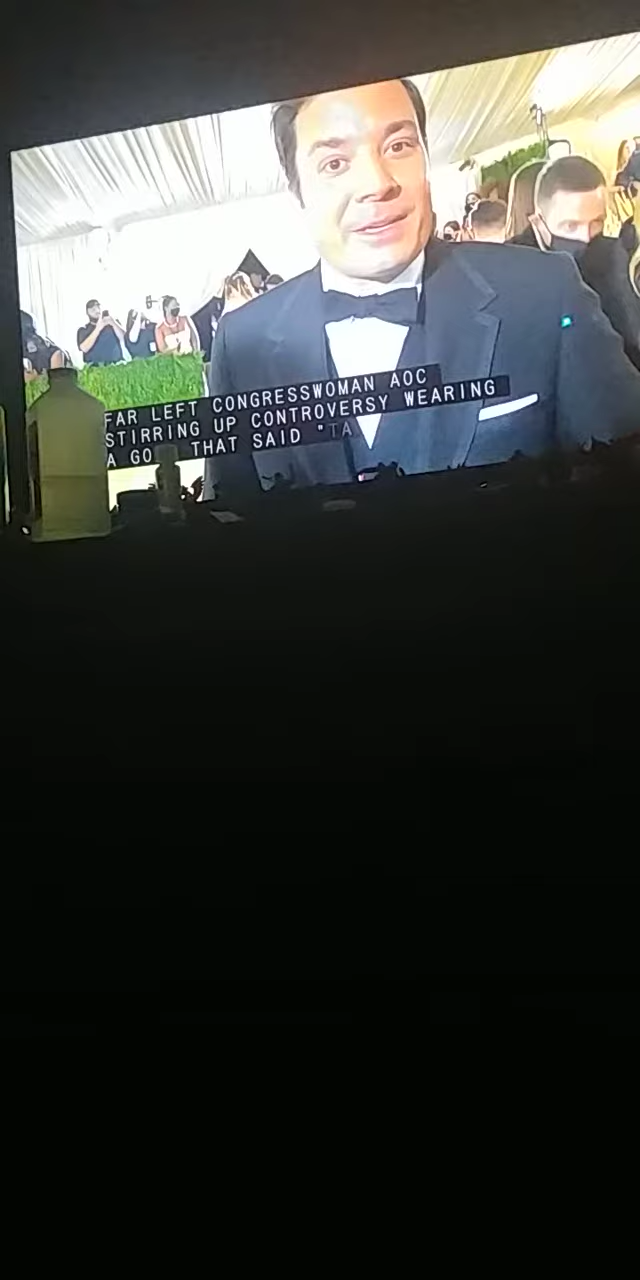 FAR LEFT CONGRESSWOMAN AOC
STIRRING UP CONTROVERSY WEARING
A GO THAT SAID "TA